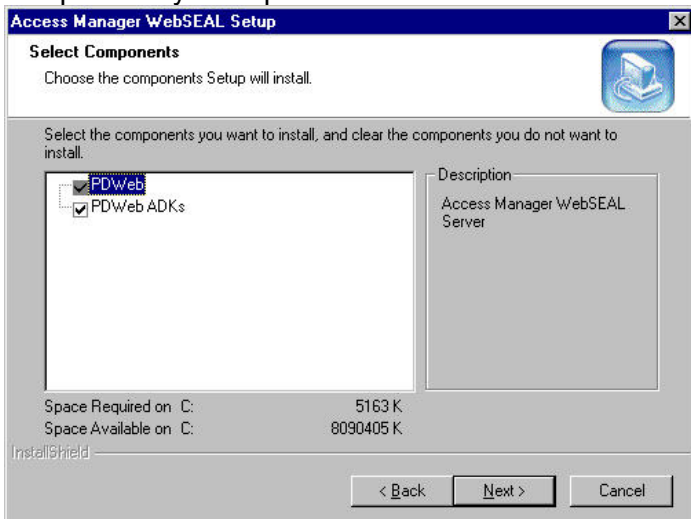 Access Manager WebSEAL Setup
Select Components
Choose the components Setup will install.
Select the components you want to install, and clear the components you do not want to
install.
PDWeb
PDWeb ADKs
Description
Access Manager WebSEAL
Server
Space Required on C: 5163 K
Space Available on C: 8090405 K
InstallShield
< Back
Next >
Cancel